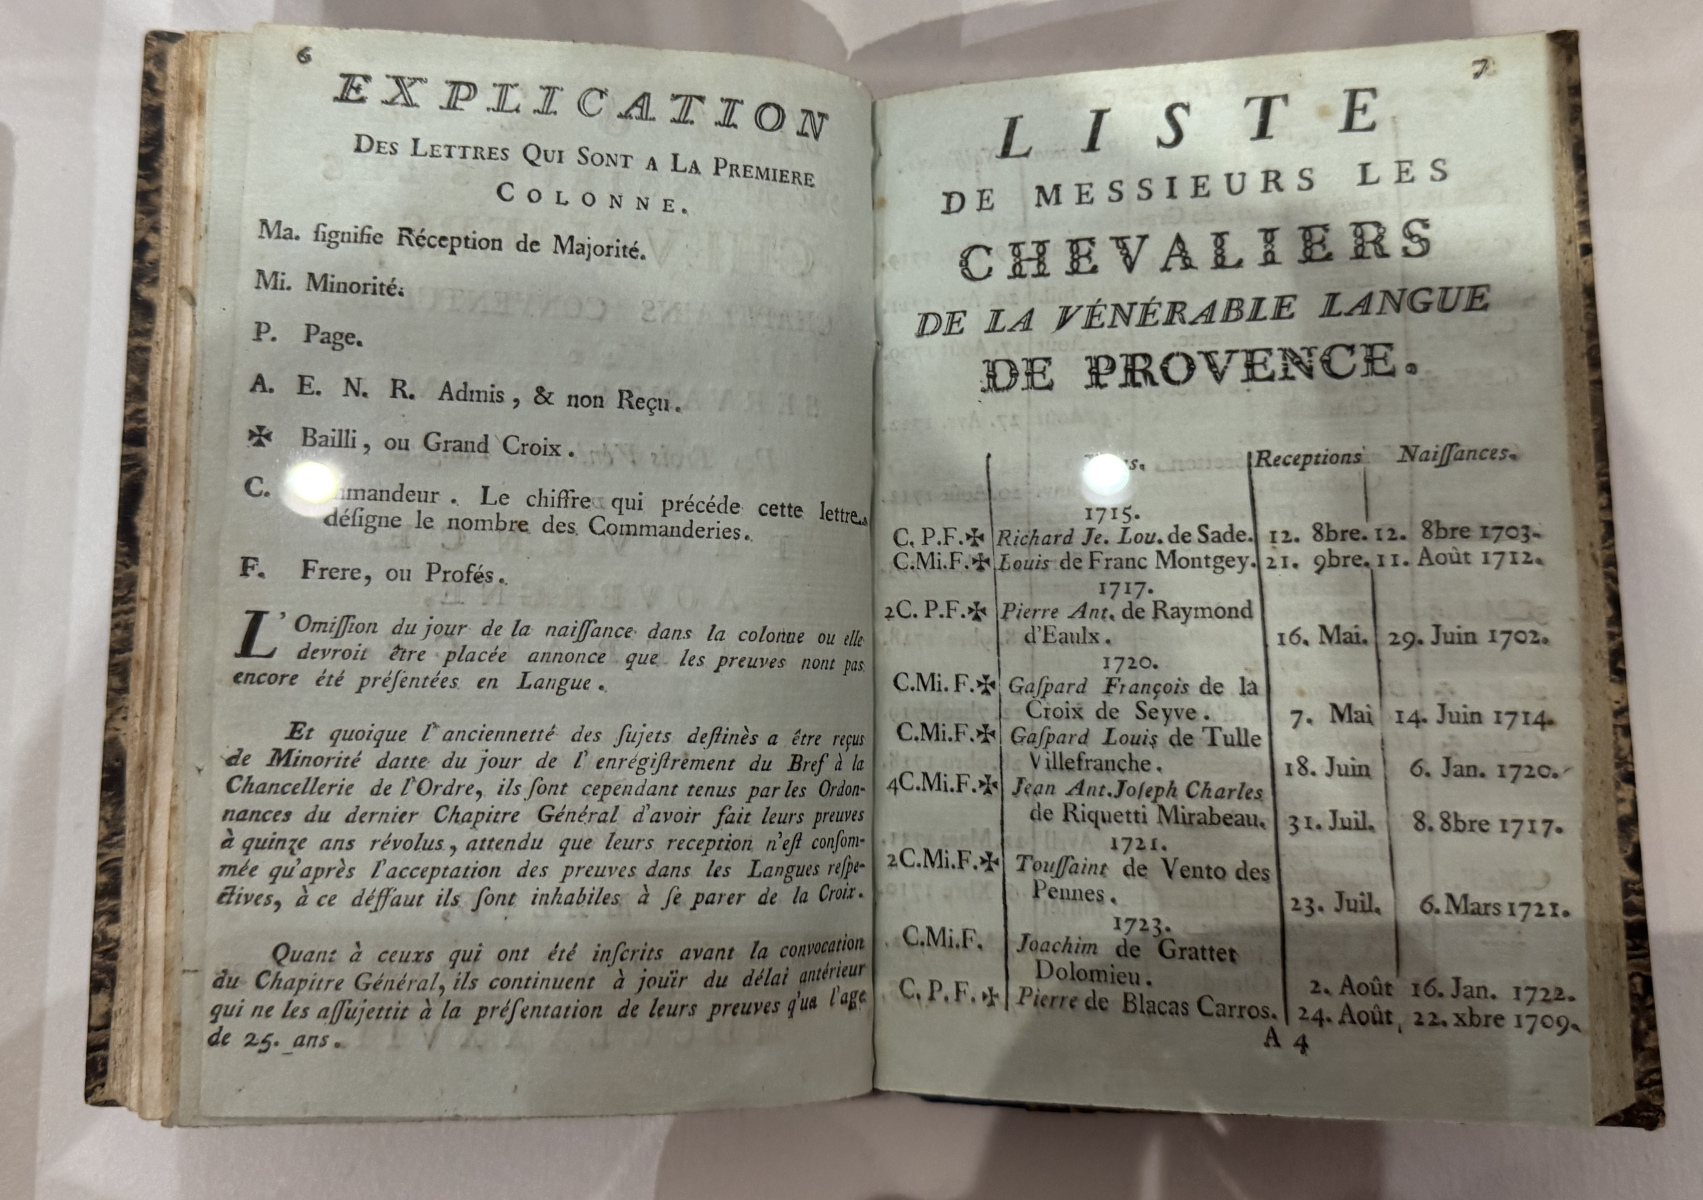 6
EXPLICATION
DES LETTRES QUI SONT A LA PREMIERE
COLONNE.
Ma. ſignifie Réception de Majorité.
Mi. Minorité.
P. Page.
A. E. N. R. Admis, & non Reçu.
✠ Bailli, ou Grand Croix.
C. mmandeur. Le chiffre qui précéde cette lettre
déſigne le nombre des Commanderies.
F. Frere, ou Profés.
L'Omiſſion du jour de la naiſſance dans la colonne ou elle
devroit être placée annonce que les preuves nont pas
encore été préſentées en Langue.
Et quoique l'anciennetté des ſujets deſtinès a être reçus
de Minorité datte du jour de l'enrégiſtrèment du Bref à la
Chancellerie de l'Ordre, ils ſont cependant tenus par les Ordon-
nances du dernier Chapitre Général d'avoir fait leurs preuves
à quinze ans révolus, attendu que leurs reception n'eſt conſom-
mée qu'après l'acceptation des preuves dans les Langues reſpe-
ctives, à ce déffaut ils ſont inhabiles à ſe parer de la Croix.
Quant à ceuxs qui ont été inſcrits avant la convocation
du Chapitre Général, ils continuent à jouïr du délai antérieur
qui ne les aſſujettit à la préſentation de leurs preuves qu'ua l'age
de 25. ans.
7
LISTE
DE MESSIEURS LES
CHEVALIERS
DE LA VÉNÉRABLE LANGUE
DE PROVENCE.
Receptions Naiſſances.
1715.
C. P.F.✠ Richard Je. Lou. de Sade. 12. 8bre. 12. 8bre 1703.
C.Mi.F.✠ Louis de Franc Montgey. 21. 9bre. 11. Août 1712.
1717.
2C. P.F.✠ Pierre Ant. de Raymond
d'Eaulx. 16. Mai. 29. Juin 1702.
1720.
C.Mi. F.✠ Gaſpard François de la
Croix de Seyve. 7. Mai 14. Juin 1714.
C.Mi.F.✠ Gaſpard Louis de Tulle
Villefranche. 18. Juin 6. Jan. 1720.
4C.Mi.F.✠ Jean Ant. Joſeph Charles
de Riquetti Mirabeau. 31. Juil. 8. 8bre 1717.
1721.
2C.Mi.F.✠ Touſſaint de Vento des
Pennes. 23. Juil. 6. Mars 1721.
1723.
C.Mi.F. Joachim de Grattet
Dolomieu. 2. Août 16. Jan. 1722.
C. P. F.✠ Pierre de Blacas Carros. 24. Août 22. xbre 1709.
A 4